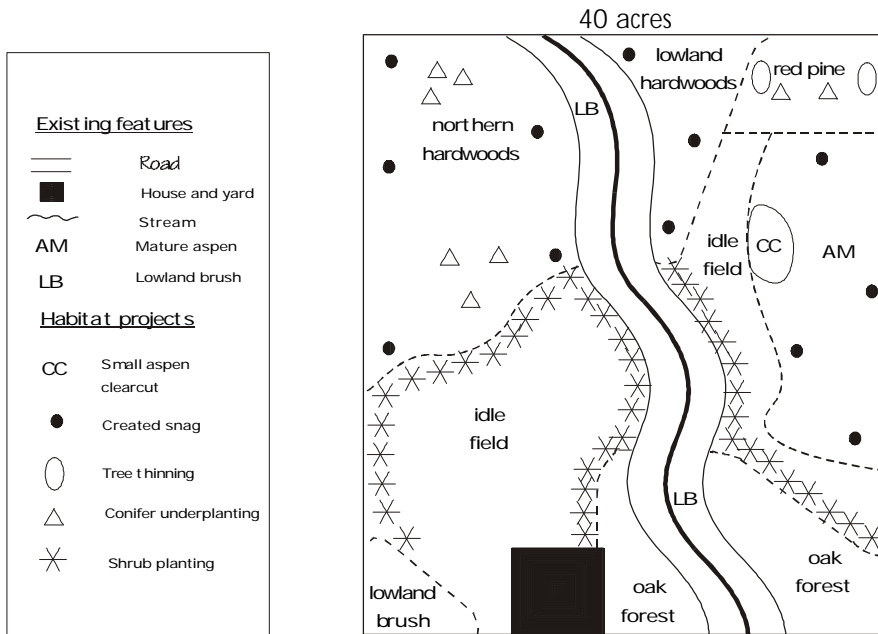 40 acres
Existing features
Road
House and yard
Stream
AM Mature aspen
LB Lowland brush
Habitat projects
CC Small aspen
clearcut
Created snag
Tree thinning
Conifer underplanting
Shrub planting
lowland
hardwoods
red pine
LB
northern
hardwoods
idle
field
CC
AM
idle
field
LB
oak
forest
lowland
brush
oak
forest